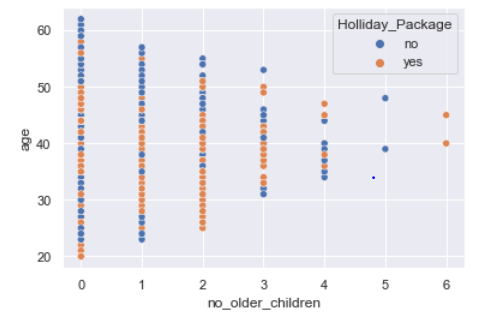 Holliday_Package
no
yes
60
50
40
30
20
age
0 1 2 3 4 5 6
no_older_children